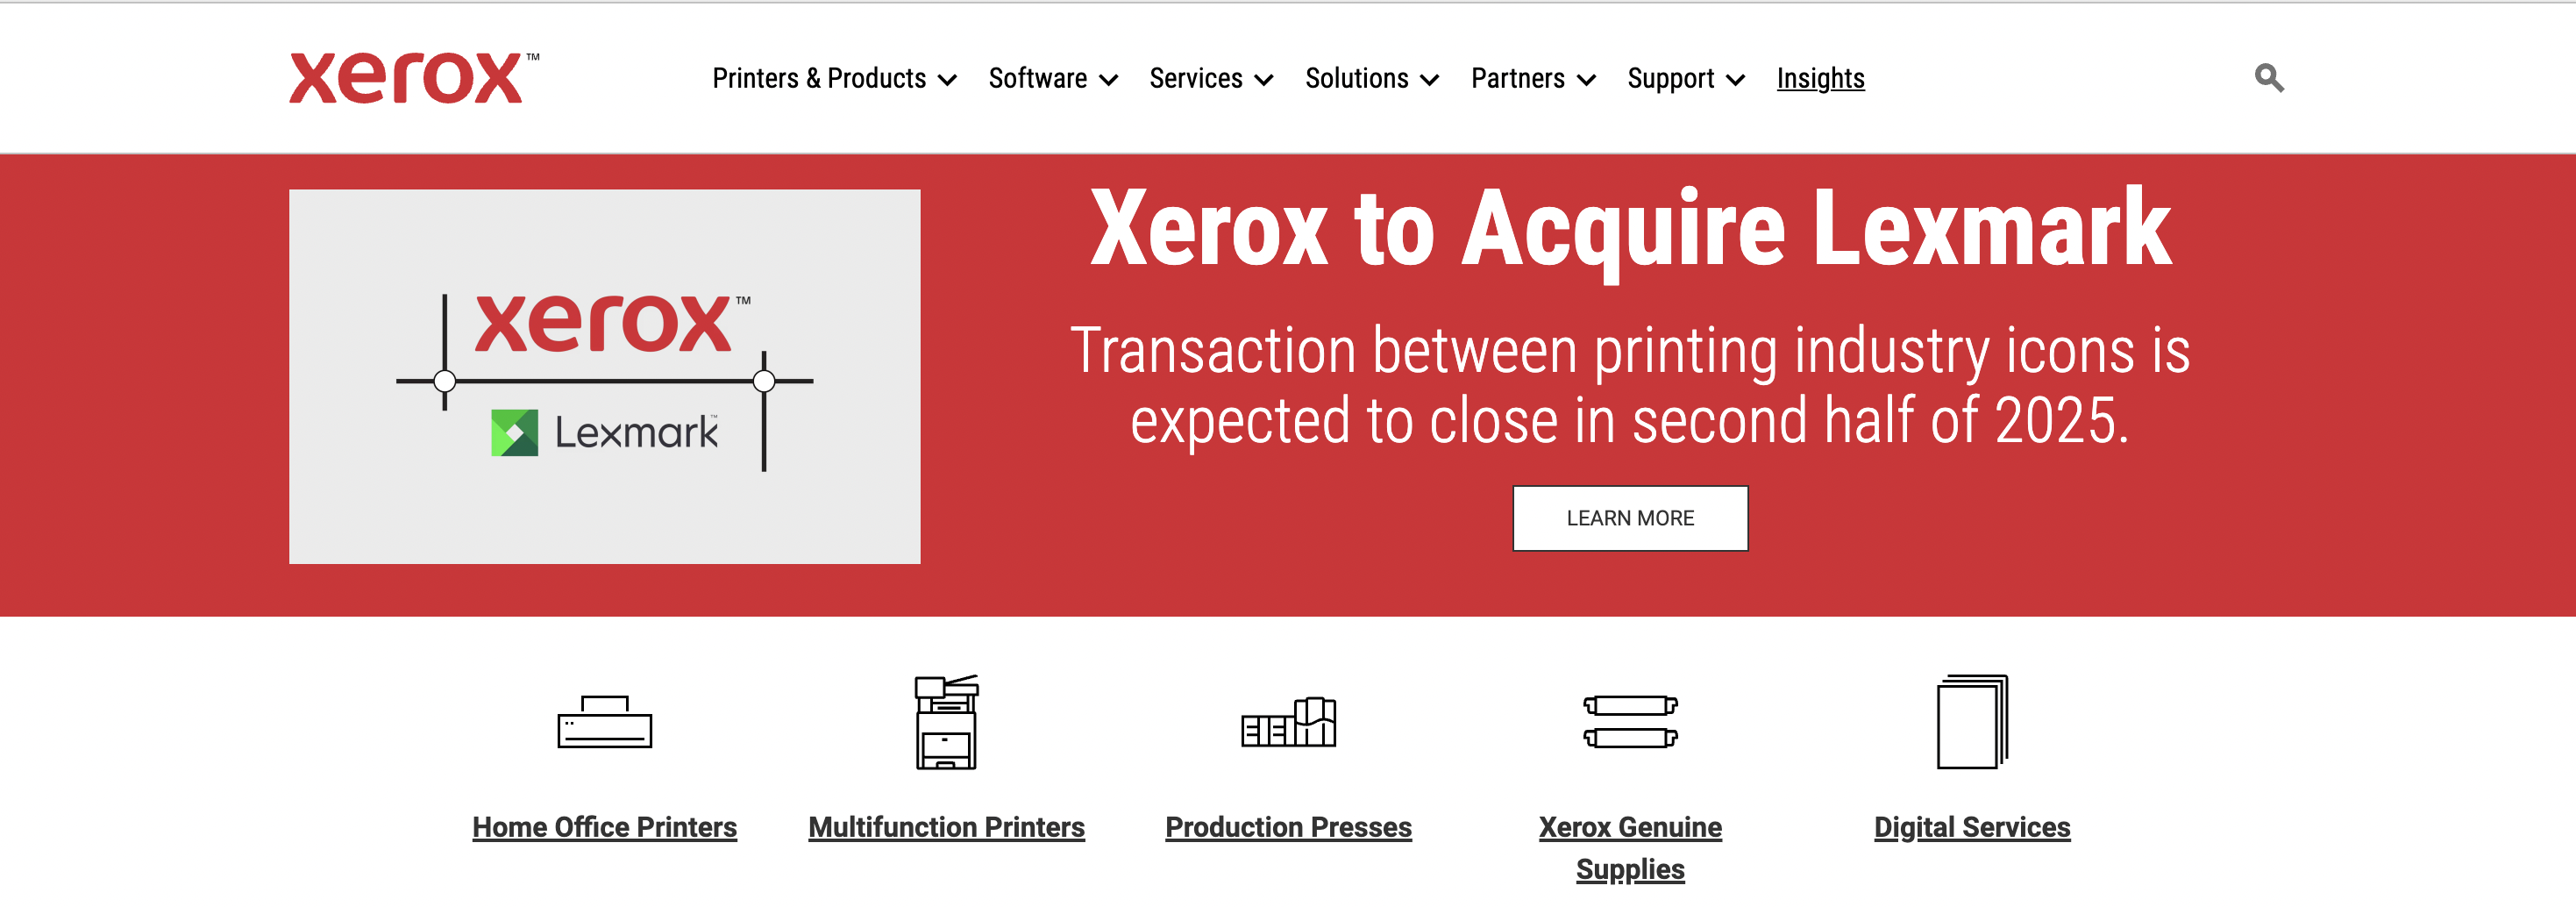 xerox™
Printers & Products Software Services Solutions Partners Support Insights
xerox™
Lexmark™
Xerox to Acquire Lexmark
Transaction between printing industry icons is
expected to close in second half of 2025.
LEARN MORE
Home Office Printers
Multifunction Printers
Production Presses
Xerox Genuine
Supplies
Digital Services